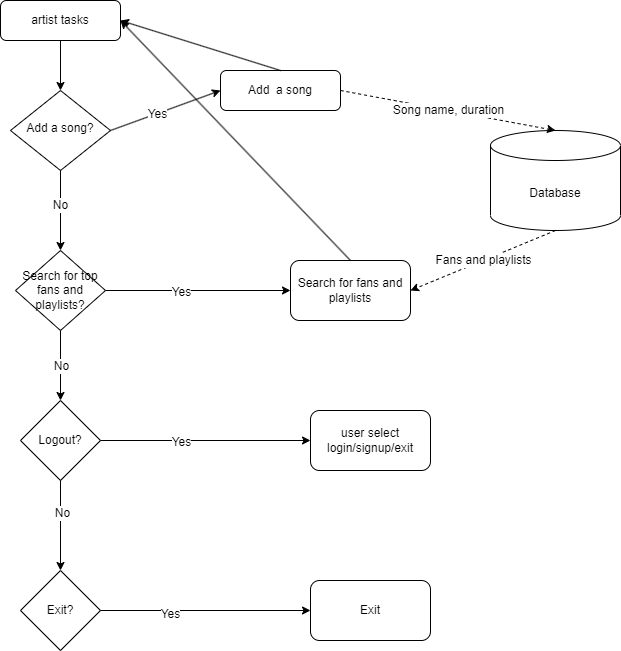 artist tasks
Add  a song
Add a song?
Yes
Song name, duration
Database
No
Fans and playlists
Search for top
fans and
playlists?
Yes
Search for fans and
playlists
No
Logout?
Yes
user select
login/signup/exit
No
Exit?
Yes
Exit